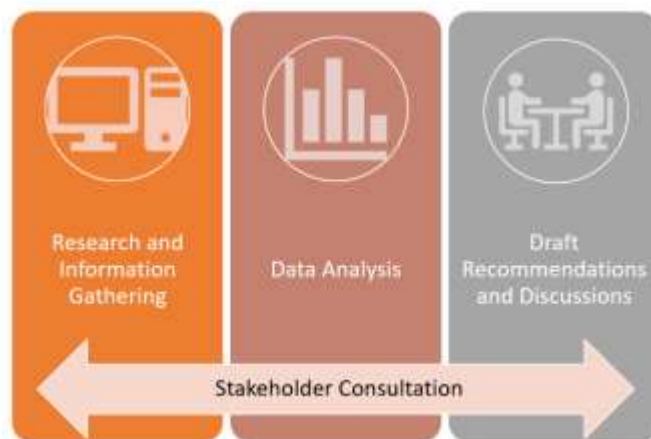 Research and
Information
Gathering
Data Analysis
Draft
Recommendations
and Discussions
Stakeholder Consultation